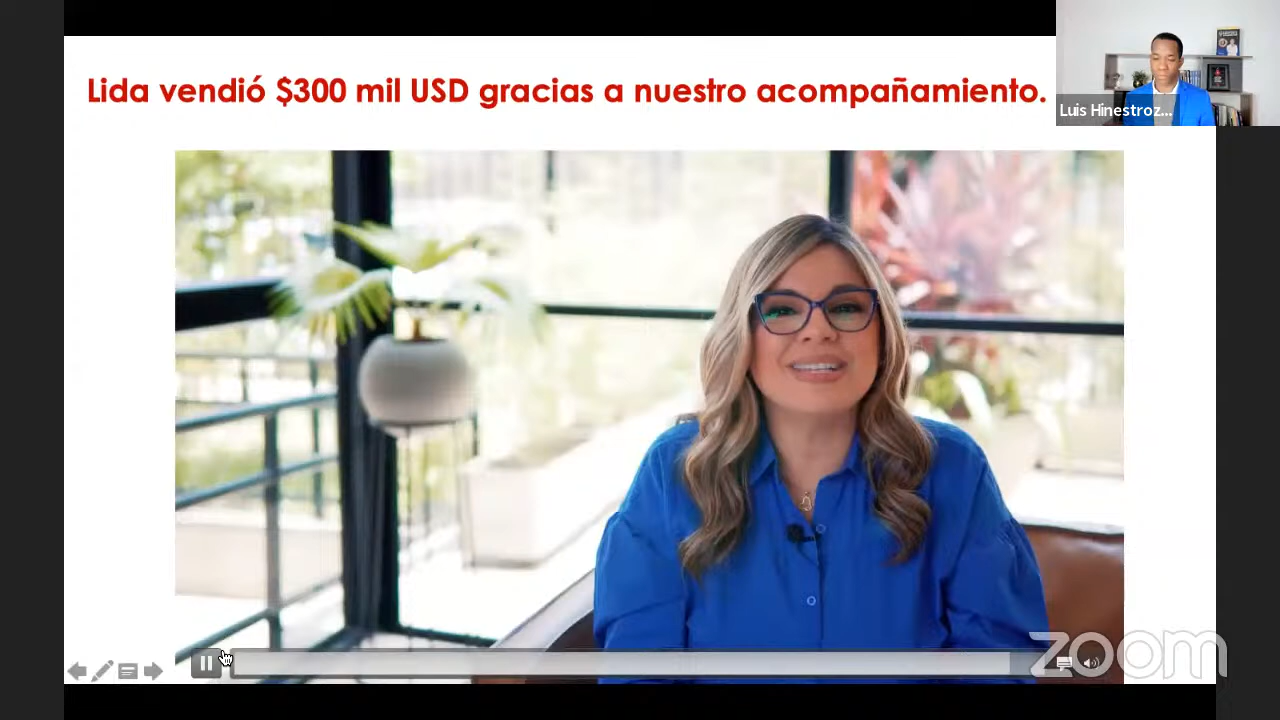 Lida vendió $300 mil USD gracias a nuestro acompañamiento.
Luis Hinestroz...
zoom